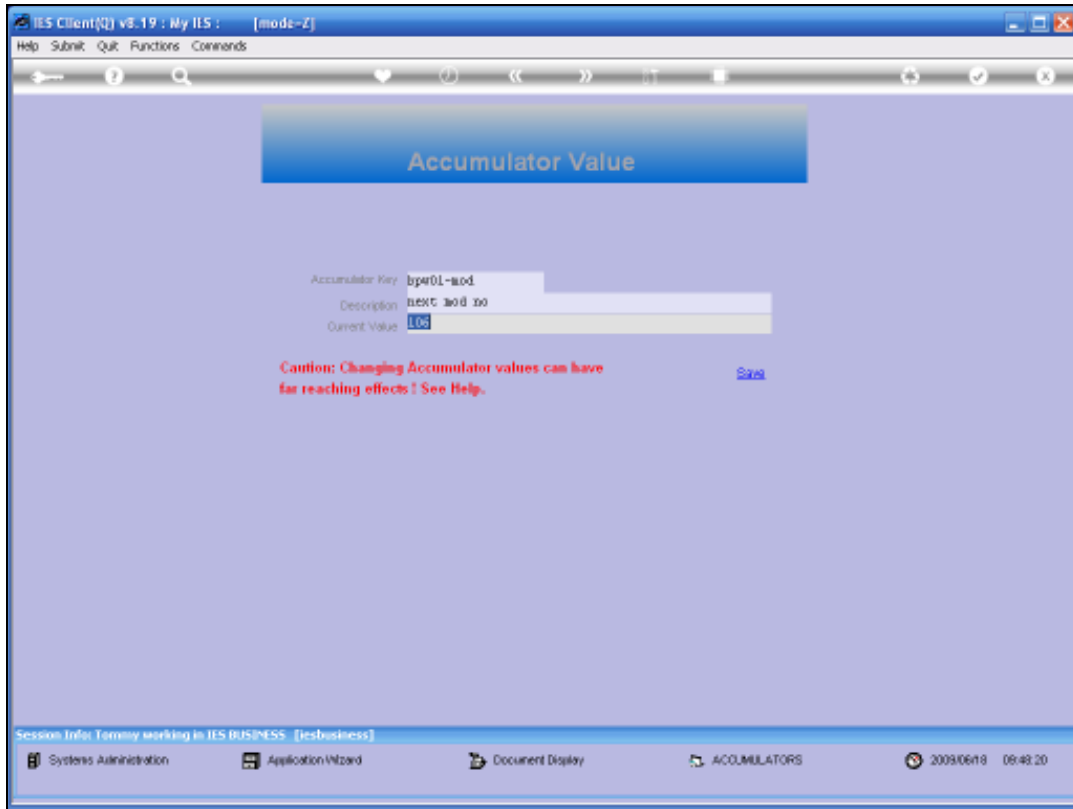 IES Client(Q) v8.19 : My IES : [mode-Z]
Help Submit Quit Functions Commands
Accumulator Value
Accumulator Key bpw01-mod
Description next mod no
Current Value 106
Caution: Changing Accumulator values can have
far reaching effects ! See Help.
Save
Session Info: Tommy working in IES BUSINESS [iesbusiness]
Systems Administration Application Wizard Document Display ACCUMULATORS 2009/06/18 09:48:20